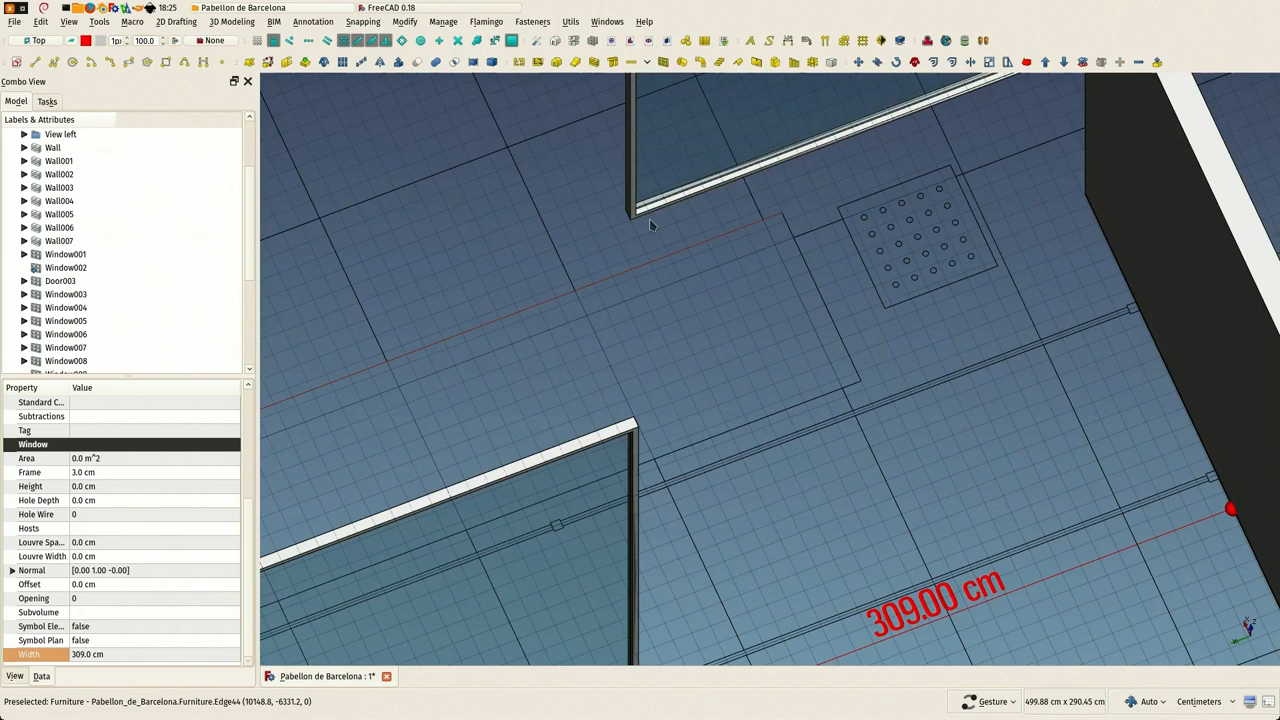 18:25 Pabellon de Barcelona FreeCAD 0.18
File Edit View Tools Macro 2D Drafting 3D Modeling BIM Annotation Snapping Modify Manage Flamingo Fasteners Utils Windows Help
Top 100.0 None
Combo View
Model Tasks
Labels & Attributes
View left
Wall
Wall001
Wall002
Wall003
Wall004
Wall005
Wall006
Wall007
Window001
Window002
Door003
Window003
Window004
Window005
Window006
Window007
Window008
Property Value
Standard C...
Subtractions
Tag
Window
Area 0.0 m^2
Frame 3.0 cm
Height 0.0 cm
Hole Depth 0.0 cm
Hole Wire 0
Hosts
Louvre Spa... 0.0 cm
Louvre Width 0.0 cm
Normal [0.00 1.00 -0.00]
Offset 0.0 cm
Opening 0
Subvolume
Symbol Ele... false
Symbol Plan false
Width 309.0 cm
309.00 cm
View Data
Pabellon de Barcelona : 1*
Preselected: Furniture - Pabellon_de_Barcelona.Furniture.Edge44 (10148.8, -6331.2, 0)
Gesture 499.88 cm x 290.45 cm Auto Centimeters